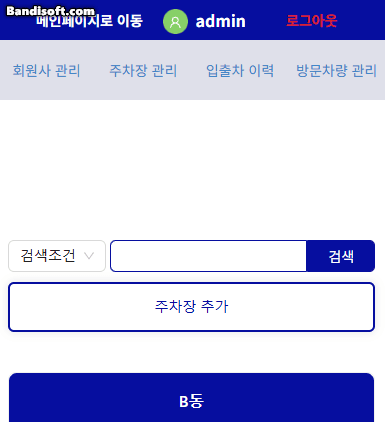 Bandisoft.com
메인페이지로 이동 admin 로그아웃
회원사 관리 주차장 관리 입출차 이력 방문차량 관리
검색조건 검색
주차장 추가
B동